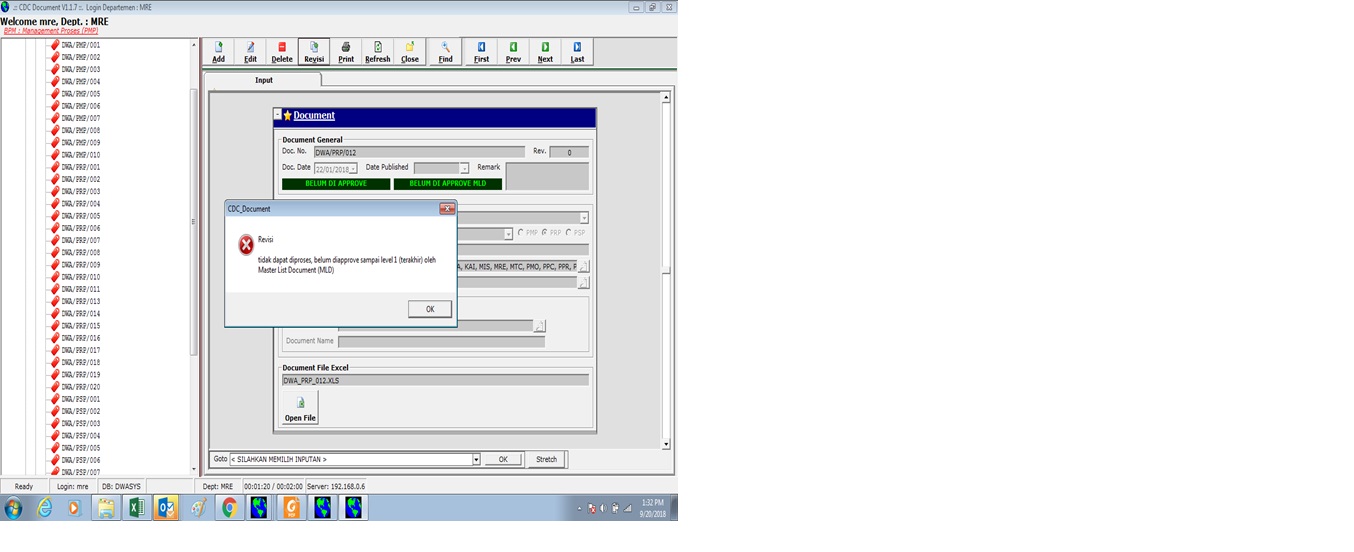 .:: CDC Document V1.1.7 ::. Login Departemen : MRE
Welcome mre, Dept. : MRE
BPM : Management Proses (PMP)
DWA/PMP/001
DWA/PMP/002
DWA/PMP/003
DWA/PMP/004
DWA/PMP/005
DWA/PMP/006
DWA/PMP/007
DWA/PMP/008
DWA/PMP/009
DWA/PMP/010
DWA/PRP/001
DWA/PRP/002
DWA/PRP/003
DWA/PRP/004
DWA/PRP/005
DWA/PRP/006
DWA/PRP/007
DWA/PRP/008
DWA/PRP/009
DWA/PRP/010
DWA/PRP/011
DWA/PRP/013
DWA/PRP/014
DWA/PRP/015
DWA/PRP/016
DWA/PRP/017
DWA/PRP/018
DWA/PRP/019
DWA/PRP/020
DWA/PSP/001
DWA/PSP/002
DWA/PSP/003
DWA/PSP/004
DWA/PSP/005
DWA/PSP/006
DWA/PSP/007
Add Edit Delete Revisi Print Refresh Close Find First Prev Next Last
Input
Document
Document General
Doc. No. DWA/PRP/012 Rev. 0
Doc. Date 22/01/2018 Date Published Remark
BELUM DI APPROVE BELUM DI APPROVE MLD
PMP PRP PSP
A, KAI, MIS, MRE, MTC, PMO, PPC, PPR, P
CDC_Document
Revisi
tidak dapat diproses, belum diapprove sampai level 1 (terakhir) oleh
Master List Document (MLD)
OK
Document Name
Document File Excel
DWA_PRP_012.XLS
Open File
Goto < SILAHKAN MEMILIH INPUTAN > OK Stretch
Ready Login: mre DB: DWASYS Dept: MRE 00:01:20 / 00:02:00 Server: 192.168.0.6
1:32 PM
9/20/2018